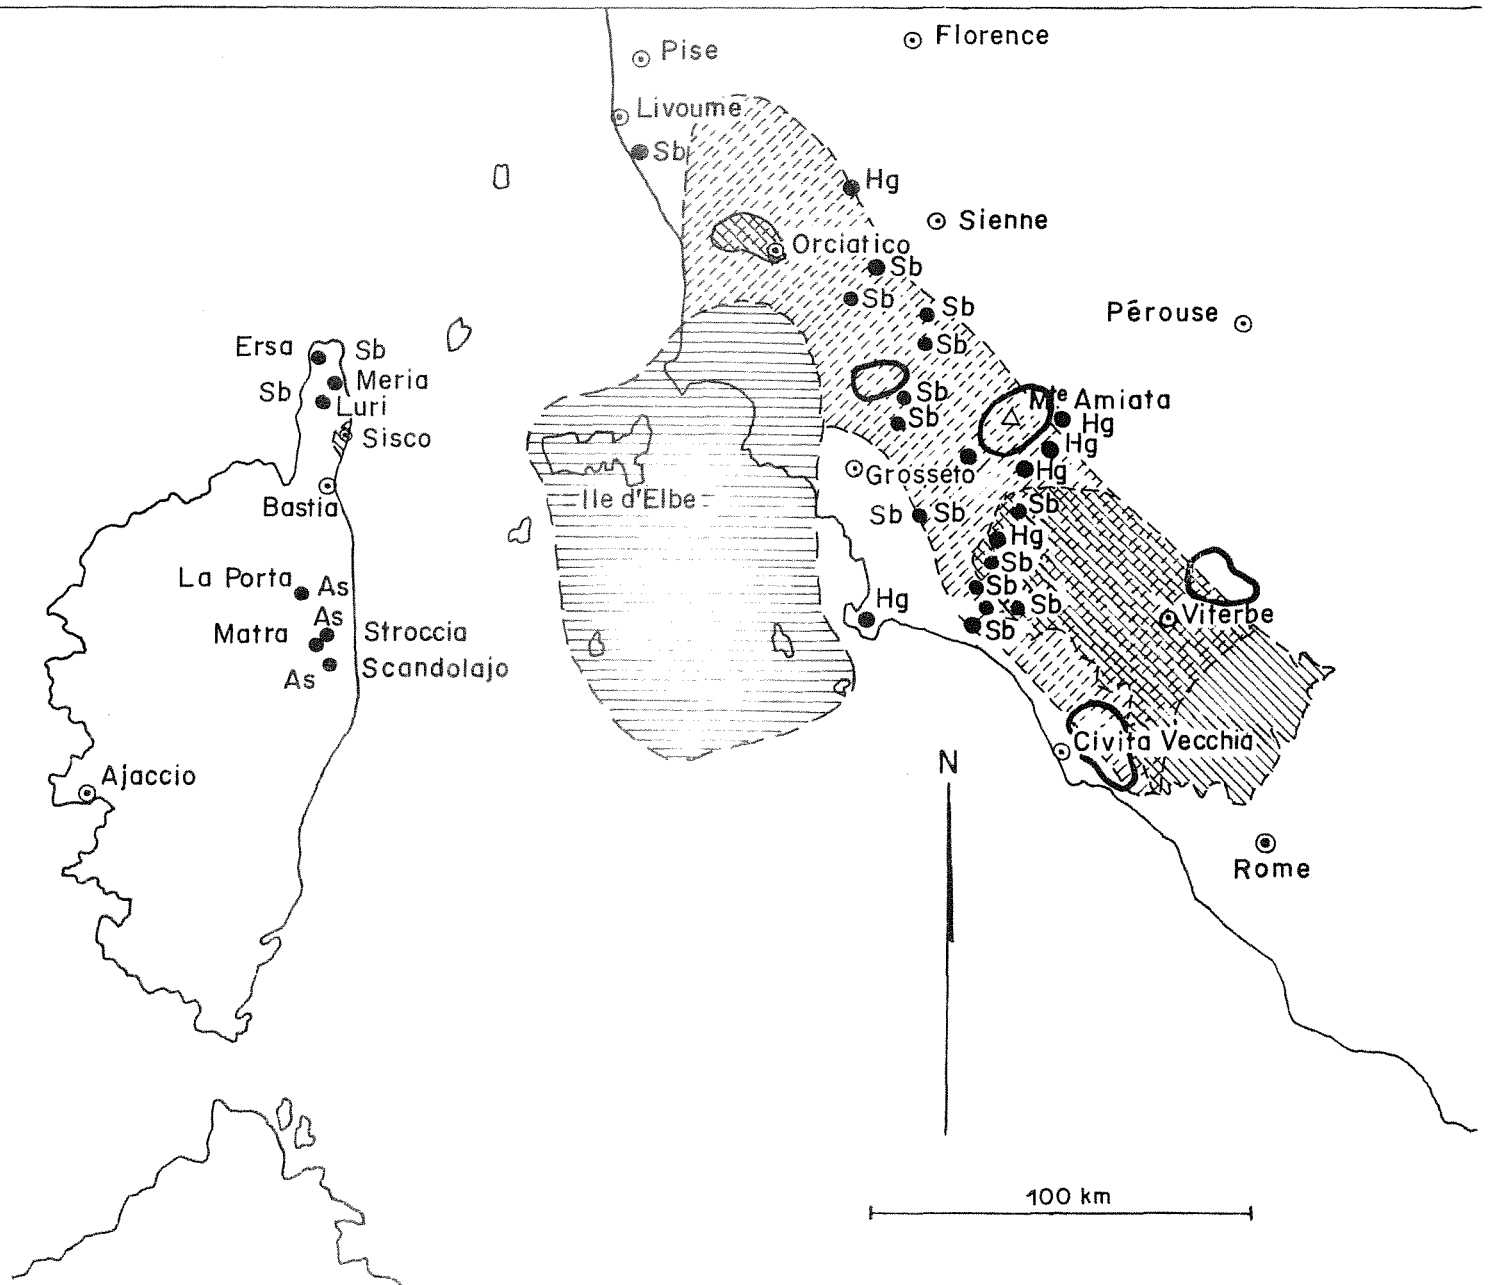 Florence
Pise
Livoume
Sb
Hg
Sienne
Orciatico
Sb
Sb
Sb
Pérouse
Sb
Ersa
Sb
Meria
Sb
Luri
Sb
Mte Amiata
Sb
Hg
Sisco
Hg
Grosseto
Hg
Bastia
Ile d'Elbe
Sb
Sb
Sb
Hg
Sb
La Porta
As
Sb
Hg
Sb
Viterbe
As
Matra
Stroccia
Sb
Scandolajo
As
Civita Vecchia
N
Ajaccio
Rome
100 km